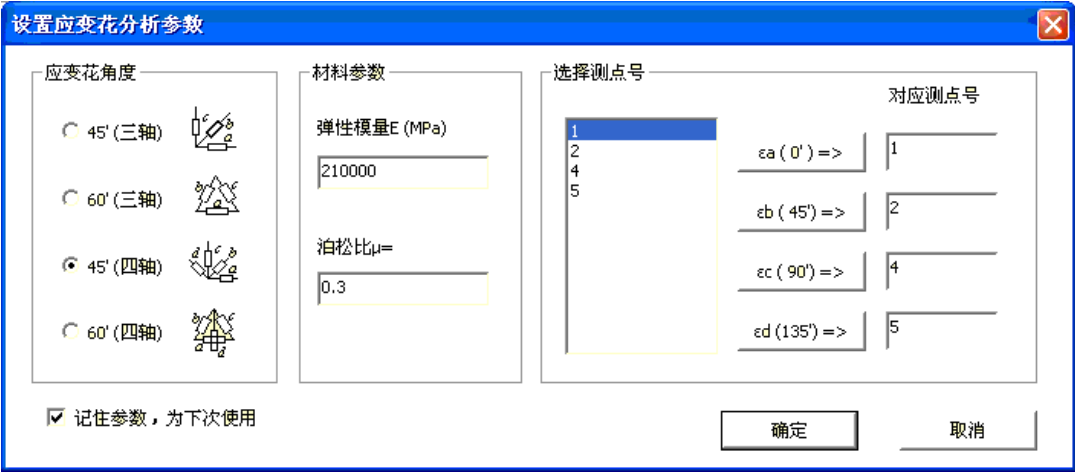 设置应变花分析参数
应变花角度
45'(三轴)
60'(三轴)
45'(四轴)
60'(四轴)
材料参数
弹性模量E (MPa)
210000
泊松比μ=
0.3
选择测点号
对应测点号
1
2
4
5
εa ( 0' ) =>
1
εb ( 45') =>
2
εc ( 90') =>
4
εd (135') =>
5
记住参数，为下次使用
确定
取消